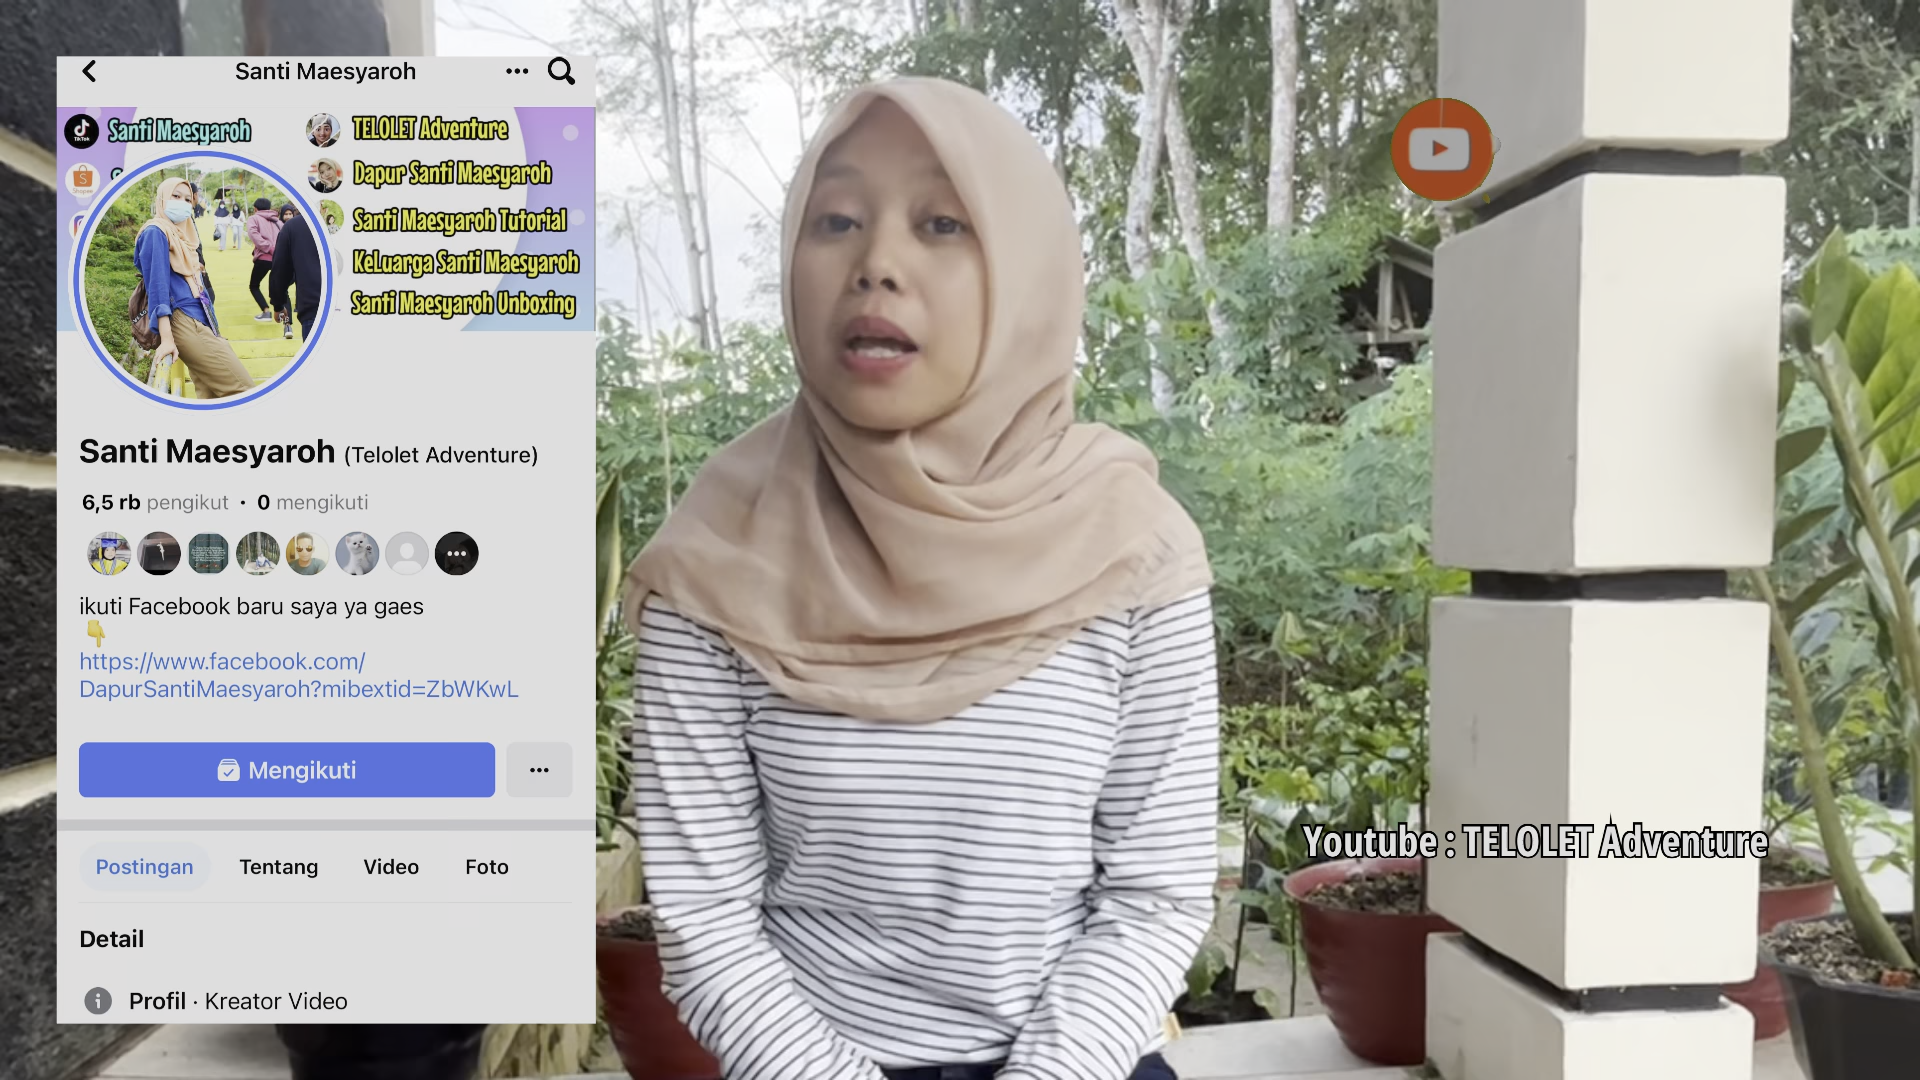 Santi Maesyaroh
TikTok
Santi Maesyaroh
Shopee
TELOLET Adventure
Dapur Santi Maesyaroh
Santi Maesyaroh Tutorial
KeLuarga Santi Maesyaroh
Santi Maesyaroh Unboxing
Santi Maesyaroh (Telolet Adventure)
6,5 rb pengikut · 0 mengikuti
ikuti Facebook baru saya ya gaes
👇
https://www.facebook.com/
DapurSantiMaesyaroh?mibextid=ZbWKwL
Mengikuti
Postingan Tentang Video Foto
Detail
Profil · Kreator Video
Youtube : TELOLET Adventure